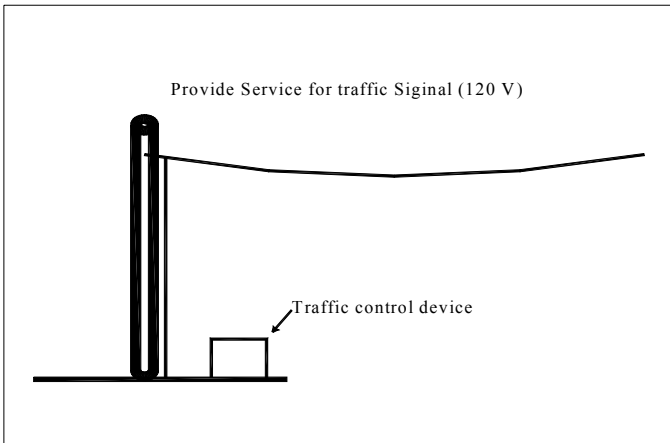 Provide Service for traffic Siginal (120 V)
Traffic control device